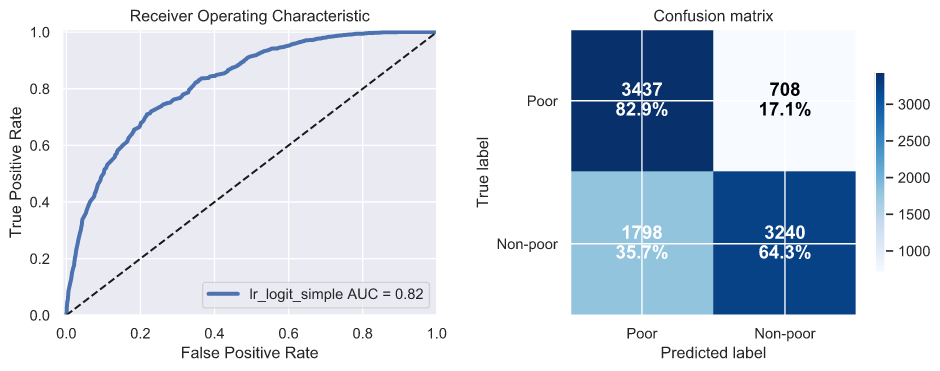 Receiver Operating Characteristic
1.0
0.8
0.6
0.4
0.2
0.0
True Positive Rate
lr_logit_simple AUC = 0.82
0.0 0.2 0.4 0.6 0.8 1.0
False Positive Rate
Confusion matrix
True label
Poor
Non-poor
3437
82.9%
708
17.1%
1798
35.7%
3240
64.3%
Poor Non-poor
Predicted label
3000
2500
2000
1500
1000